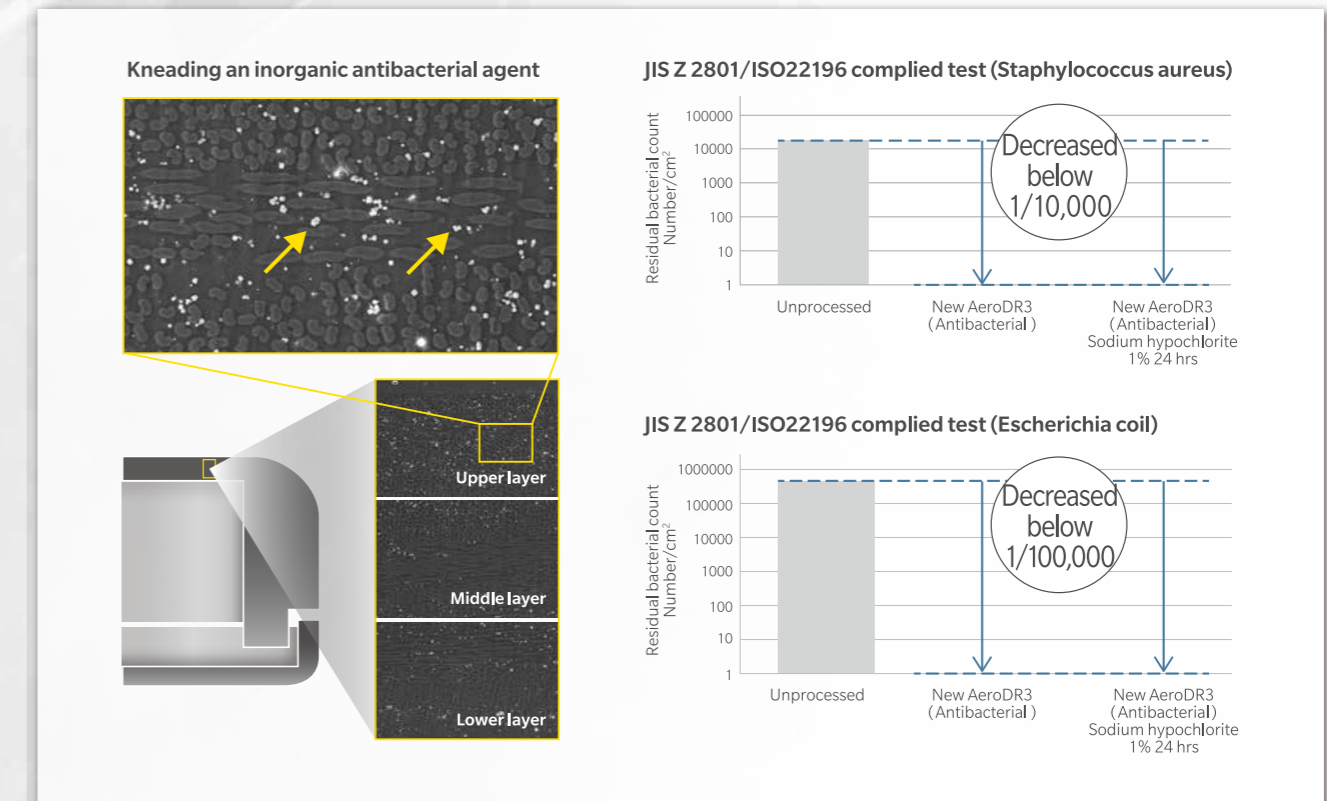 Kneading an inorganic antibacterial agent
Upper layer
Middle layer
Lower layer
JIS Z 2801/ISO22196 complied test (Staphylococcus aureus)
Residual bacterial count
Number/cm²
100000
10000
1000
100
10
1
Decreased
below
1/10,000
Unprocessed
New AeroDR3
(Antibacterial )
New AeroDR3
(Antibacterial)
Sodium hypochlorite
1% 24 hrs
JIS Z 2801/ISO22196 complied test (Escherichia coil)
Residual bacterial count
Number/cm²
1000000
100000
10000
1000
100
10
1
Decreased
below
1/100,000
Unprocessed
New AeroDR3
(Antibacterial )
New AeroDR3
(Antibacterial)
Sodium hypochlorite
1% 24 hrs